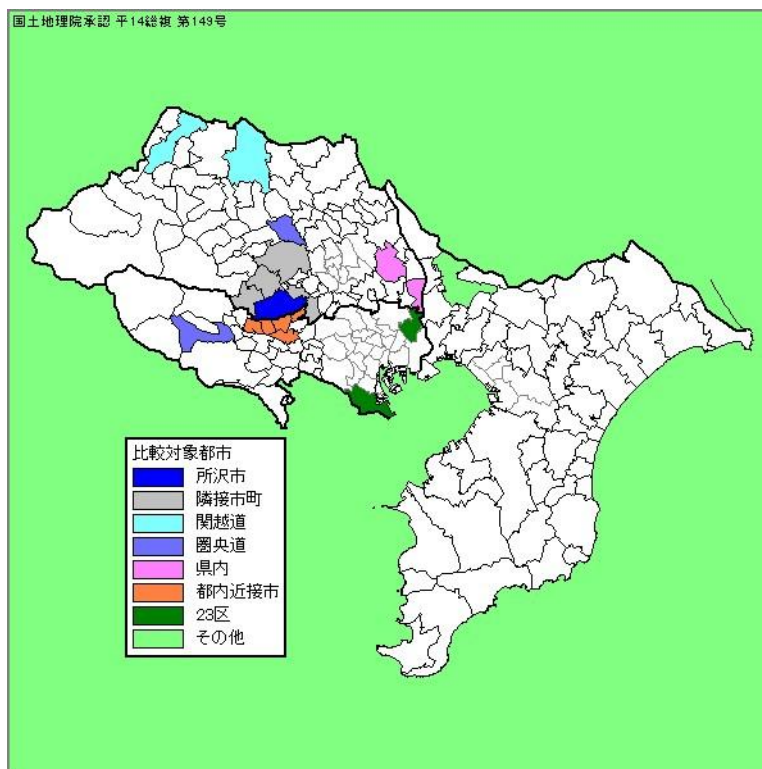 国土地理院承認 平14総複 第149号
比較対象都市
所沢市
隣接市町
関越道
圏央道
県内
都内近接市
23区
その他